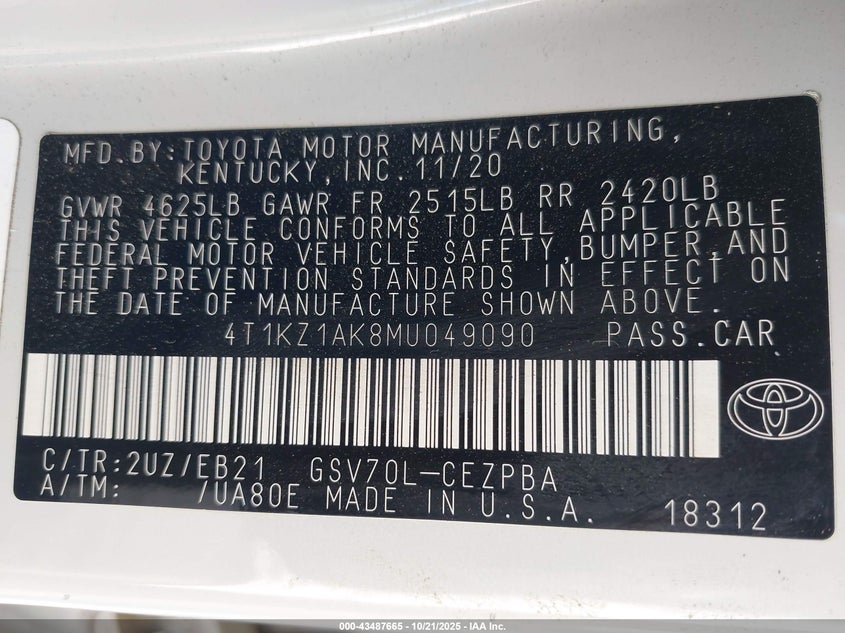 MFD.BY:TOYOTA MOTOR MANUFACTURING,
KENTUCKY,INC.11/20
GVWR 4625LB GAWR FR 2515LB RR 2420LB
THIS VEHICLE CONFORMS TO ALL APPLICABLE
FEDERAL MOTOR VEHICLE SAFETY,BUMPER,AND
THEFT PREVENTION STANDARDS IN EFFECT ON
THE DATE OF MANUFACTURE SHOWN ABOVE.
4T1KZ1AK8MU049090 PASS.CAR
C/TR:2UZ/EB21 GSV70L-CEZPBA
A/TM: /UA80E MADE IN U.S.A. 18312
000-43487665 - 10/21/2025 - IAA Inc.